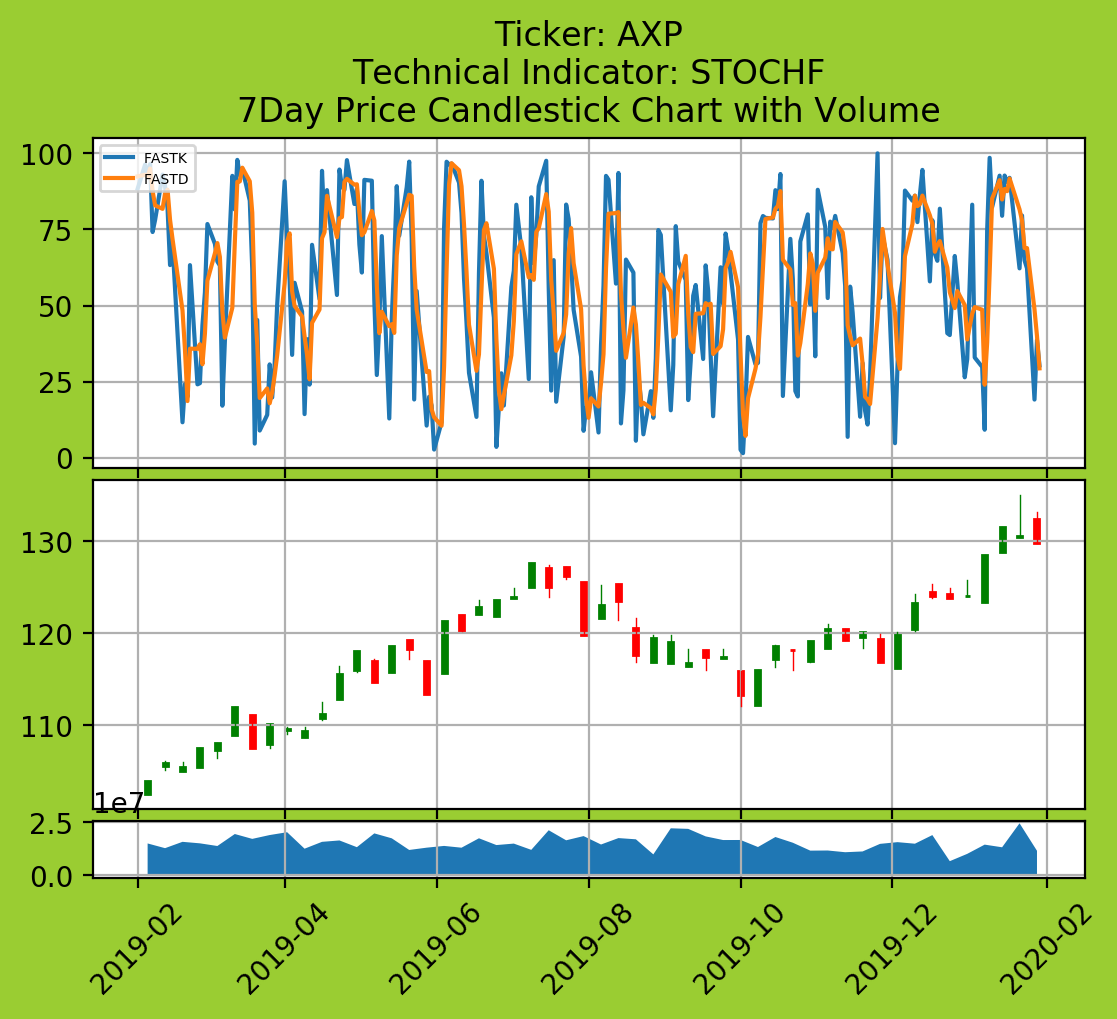 Ticker: AXP
Technical Indicator: STOCHF
7Day Price Candlestick Chart with Volume
FASTK
FASTD
100
75
50
25
0
130
120
110
1e7
2.5
0.0
2019-02
2019-04
2019-06
2019-08
2019-10
2019-12
2020-02